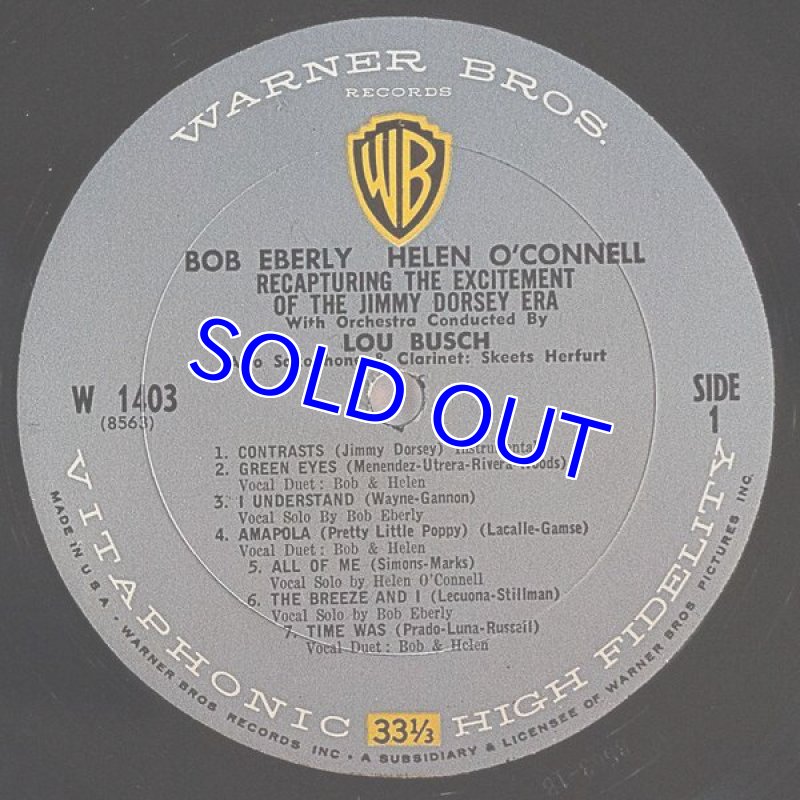 WARNER BROS.
RECORDS
WB
BOB EBERLY HELEN O'CONNELL
RECAPTURING THE EXCITEMENT
OF THE JIMMY DORSEY ERA
With Orchestra Conducted By
LOU BUSCH
Alto Saxophone & Clarinet: Skeets Herfurt
SOLD OUT
W 1403
(8563)
SIDE
1
1. CONTRASTS (Jimmy Dorsey) Instrumental
2. GREEN EYES (Menendez-Utrera-Rivera-Woods)
Vocal Duet: Bob & Helen
3. I UNDERSTAND (Wayne-Gannon)
Vocal Solo By Bob Eberly
4. AMAPOLA (Pretty Little Poppy) (Lacalle-Gamse)
Vocal Duet: Bob & Helen
5. ALL OF ME (Simons-Marks)
Vocal Solo by Helen O'Connell
6. THE BREEZE AND I (Lecuona-Stillman)
Vocal Solo by Bob Eberly
7. TIME WAS (Prado-Luna-Russell)
Vocal Duet: Bob & Helen
VITAPHONIC 33⅓ HIGH FIDELITY
MADE IN U.S.A. • WARNER BROS RECORDS INC • A SUBSIDIARY & LICENSEE OF WARNER BROS PICTURES INC.